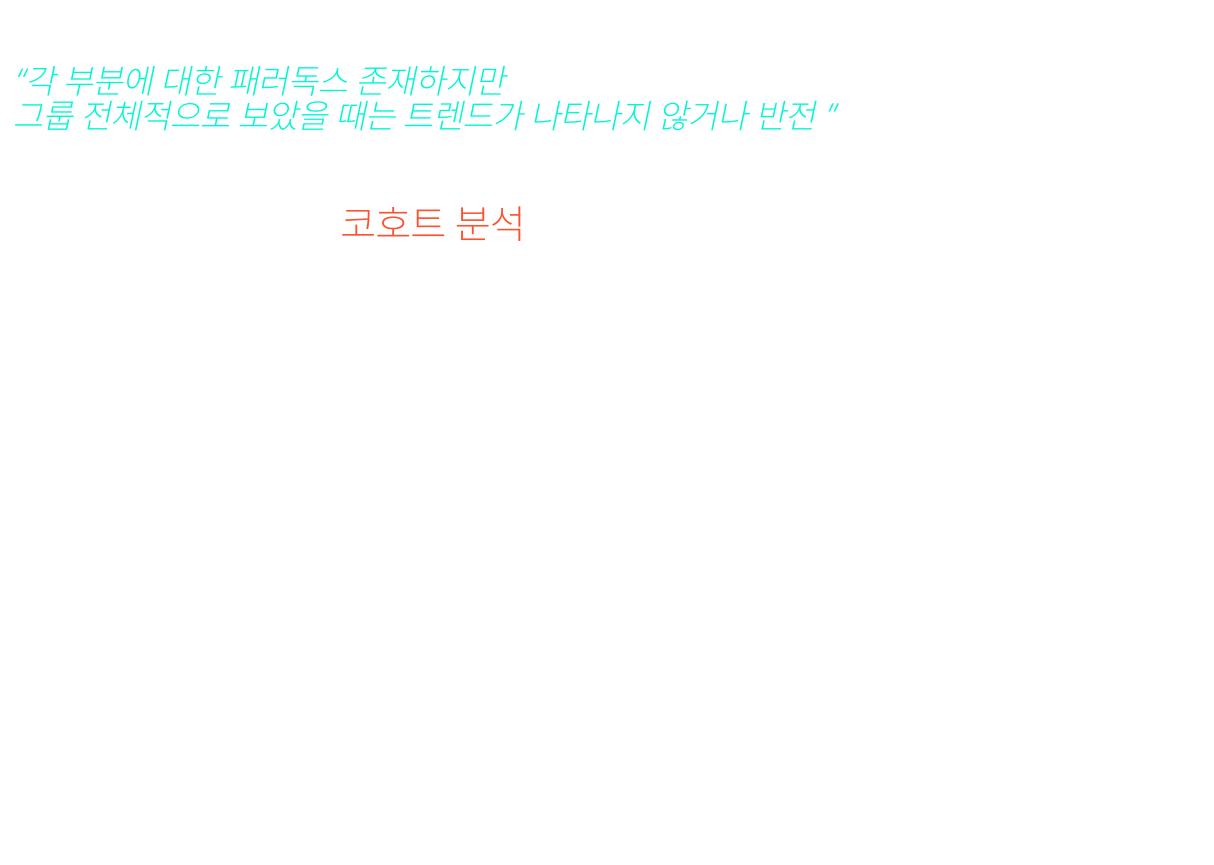 “각 부분에 대한 패러독스 존재하지만
그룹 전체적으로 보았을 때는 트렌드가 나타나지 않거나 반전 ”
코호트 분석